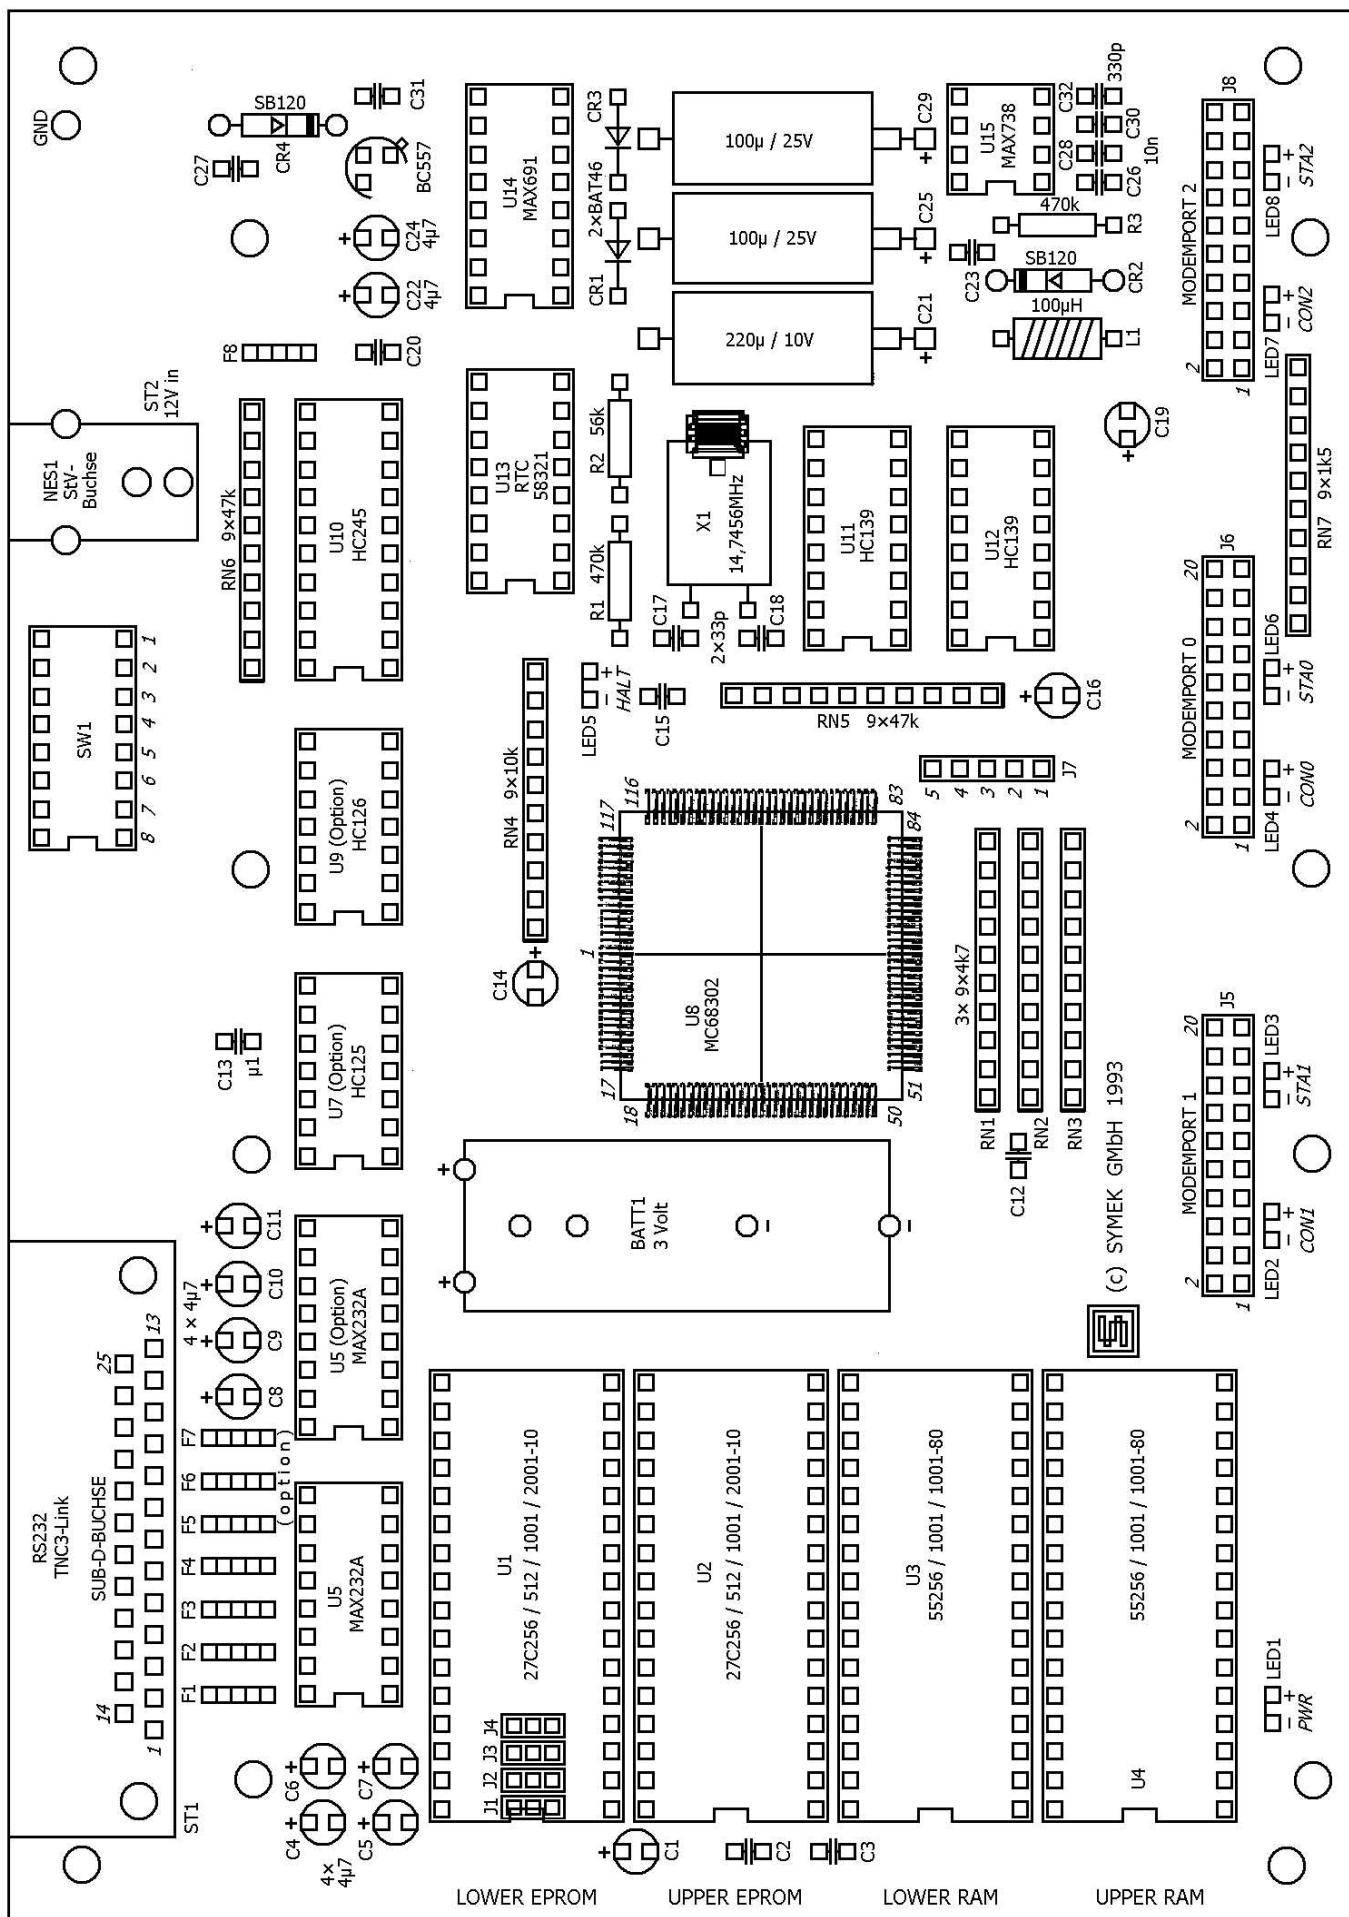 GND
SB120
CR4
C27
C31
BC557
C24
4µ7
C22
4µ7
F8
C20
U14
MAX691
CR3
2×BAT46
CR1
100µ / 25V
C29
100µ / 25V
C25
220µ / 10V
C21
U15
MAX738
C32
330p
C30
C28
10n
C26
470k
R3
C23
SB120
CR2
100µH
L1
J8
MODEMPORT 2
2
1
LED8
- +
STA2
LED7
- +
CON2
ST2
12V in
NES1
StV-
Buchse
RN6 9×47k
U10
HC245
U13
RTC
58321
R2
56k
R1
470k
X1
14,7456MHz
C17
2×33p
C18
U11
HC139
U12
HC139
C19
RN7 9×1k5
SW1
1
2
3
4
5
6
7
8
U9 (Option)
HC126
RN4 9×10k
LED5
- +
HALT
C15
RN5 9×47k
C16
J7
5
4
3
2
1
J6
20
MODEMPORT 0
2
1
LED6
- +
STA0
LED4
- +
CON0
C13
µ1
U7 (Option)
HC125
C14
117
116
83
84
1
U8
MC68302
17
18
50
51
3× 9×4k7
RN1
RN2
RN3
C12
J5
20
MODEMPORT 1
2
1
LED3
- +
STA1
LED2
- +
CON1
(c) SYMEK GMbH 1993
BATT1
3 Volt
C11
C10
4 × 4µ7
C9
C8
U5 (Option)
MAX232A
RS232
TNC3-Link
SUB-D-BUCHSE
13
25
14
1
ST1
F7
F6
F5
F4
F3
F2
F1
(option)
U5
MAX232A
C6
C7
C4
C5
4×
4µ7
U1
27C256 / 512 / 1001 / 2001-10
J4
J3
J2
J1
U2
27C256 / 512 / 1001 / 2001-10
U3
55256 / 1001 / 1001-80
55256 / 1001 / 1001-80
U4
LED1
- +
PWR
C1
C2
C3
LOWER EPROM
UPPER EPROM
LOWER RAM
UPPER RAM